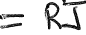 = RJ